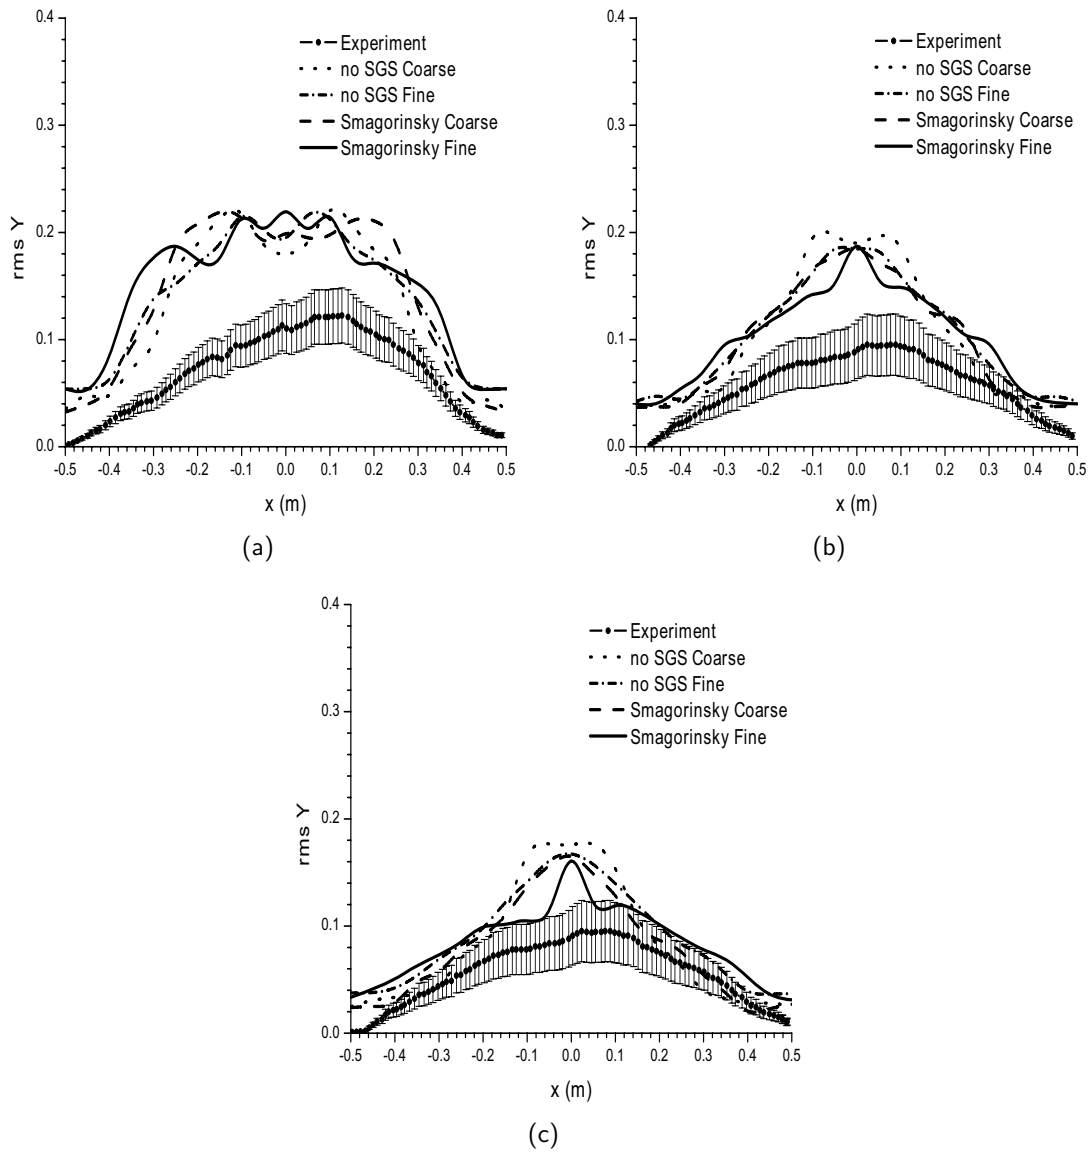 0.4
0.3
0.2
0.1
0.0
rms Y
Experiment
no SGS Coarse
no SGS Fine
Smagorinsky Coarse
Smagorinsky Fine
-0.5 -0.4 -0.3 -0.2 -0.1 0.0 0.1 0.2 0.3 0.4 0.5
x (m)
(a)
0.4
0.3
0.2
0.1
0.0
rms Y
Experiment
no SGS Coarse
no SGS Fine
Smagorinsky Coarse
Smagorinsky Fine
-0.5 -0.4 -0.3 -0.2 -0.1 0.0 0.1 0.2 0.3 0.4 0.5
x (m)
(b)
0.4
0.3
0.2
0.1
0.0
rms Y
Experiment
no SGS Coarse
no SGS Fine
Smagorinsky Coarse
Smagorinsky Fine
-0.5 -0.4 -0.3 -0.2 -0.1 0.0 0.1 0.2 0.3 0.4 0.5
x (m)
(c)